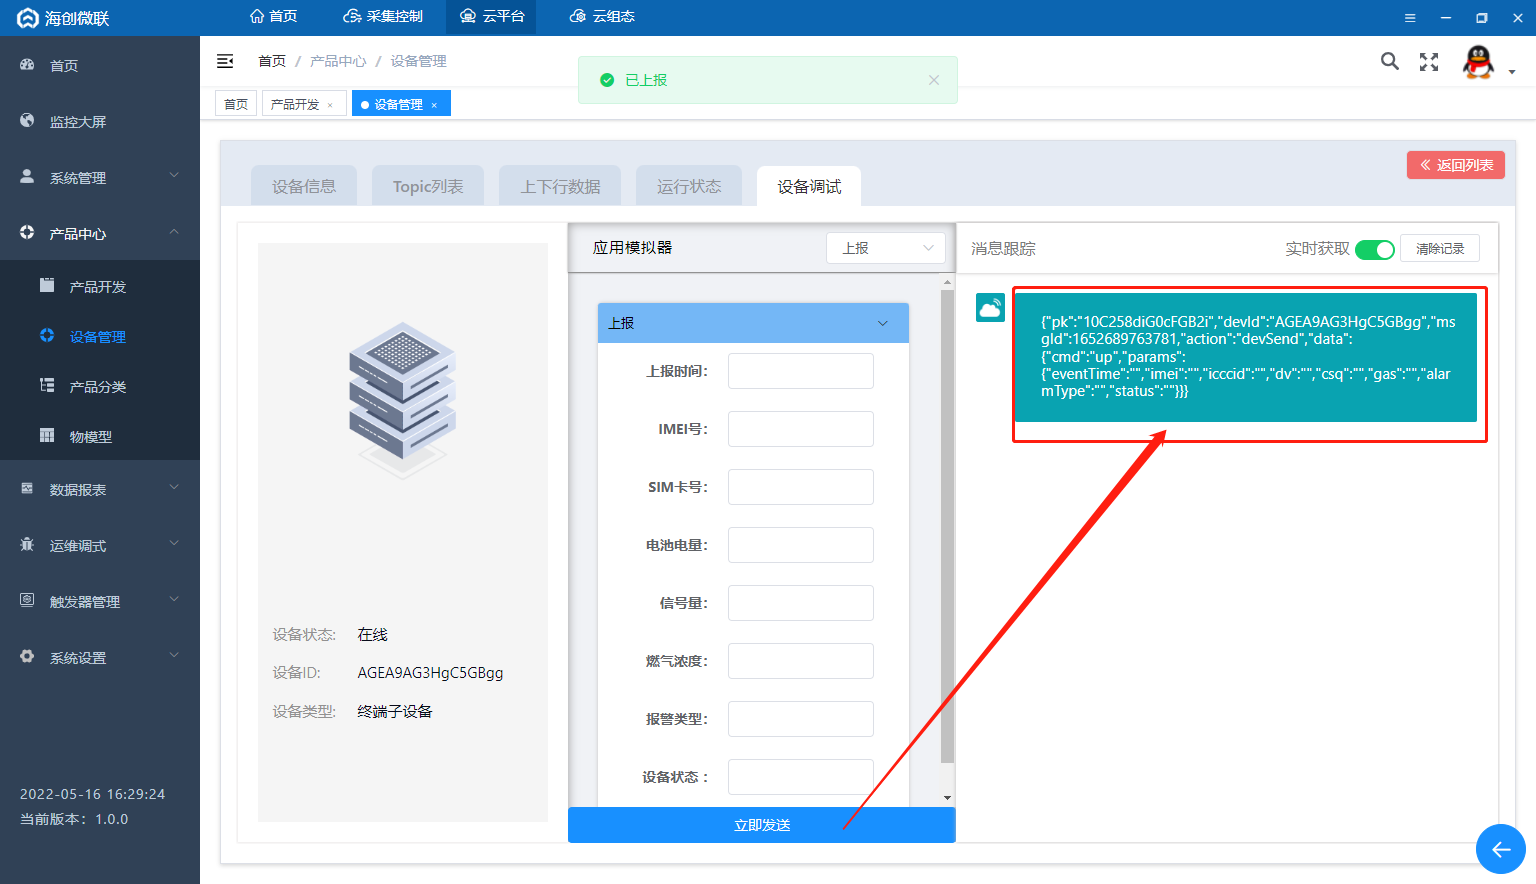 海创微联
首页
采集控制
云平台
云组态
首页
监控大屏
系统管理
产品中心
产品开发
设备管理
产品分类
物模型
数据报表
运维调式
触发器管理
系统设置
2022-05-16 16:29:24
当前版本：1.0.0
首页 / 产品中心 / 设备管理
已上报
首页
产品开发 ×
设备管理 ×
返回列表
设备信息
Topic列表
上下行数据
运行状态
设备调试
设备状态: 在线
设备ID: AGEA9AG3HgC5GBgg
设备类型: 终端子设备
应用模拟器
上报
上报
上报时间:
IMEI号:
SIM卡号:
电池电量:
信号量:
燃气浓度:
报警类型:
设备状态 :
立即发送
消息跟踪
实时获取
清除记录
{"pk":"10C258diG0cFGB2i","devId":"AGEA9AG3HgC5GBgg","ms
gId":1652689763781,"action":"devSend","data":
{"cmd":"up","params":
{"eventTime":"","imei":"","icccid":"","dv":"","csq":"","gas":"","alar
mType":"","status":""}}}